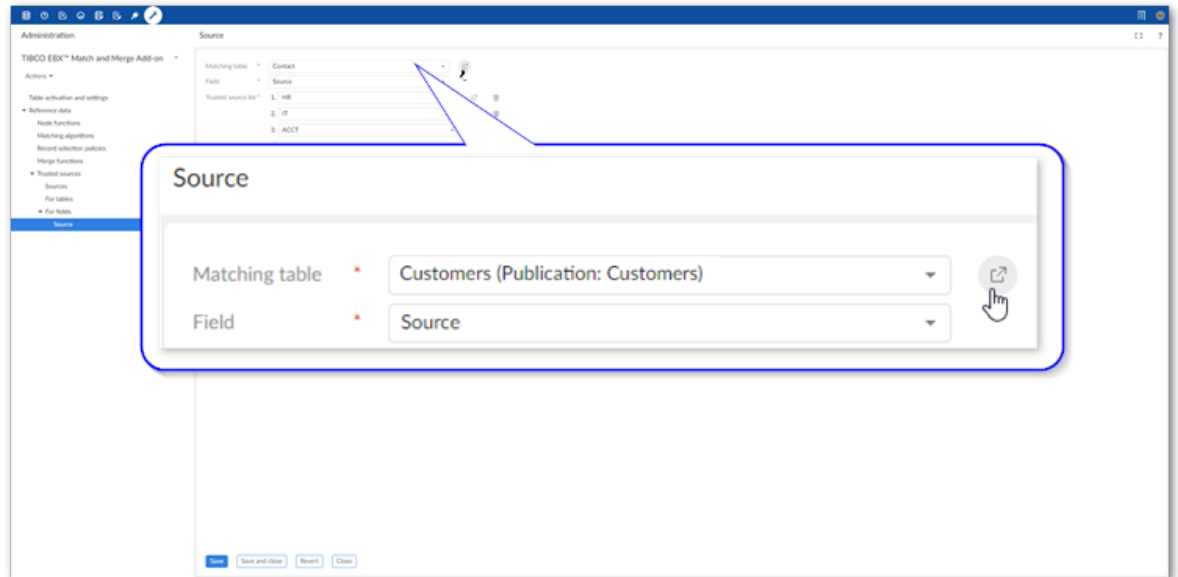 Administration
Source
?
TIBCO EBX™ Match and Merge Add-on
Actions
Table activation and settings
Reference data
Node functions
Matching algorithms
Record selection policies
Merge functions
Trusted sources
Sources
For tables
For fields
Source
Matching table * Contact
Field * Source
Trusted source list * 1. HR
2. IT
3. ACCT
Source
Matching table * Customers (Publication: Customers)
Field * Source
Save
Save and close
Revert
Close